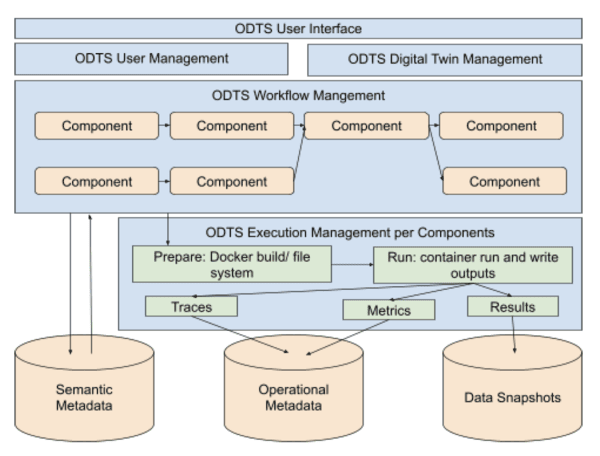 ODTS User Interface
ODTS User Management
ODTS Digital Twin Management
ODTS Workflow Mangement
Component
Component
Component
Component
Component
Component
Component
ODTS Execution Management per Components
Prepare: Docker build/ file
system
Run: container run and write
outputs
Traces
Metrics
Results
Semantic
Metadata
Operational
Metadata
Data Snapshots